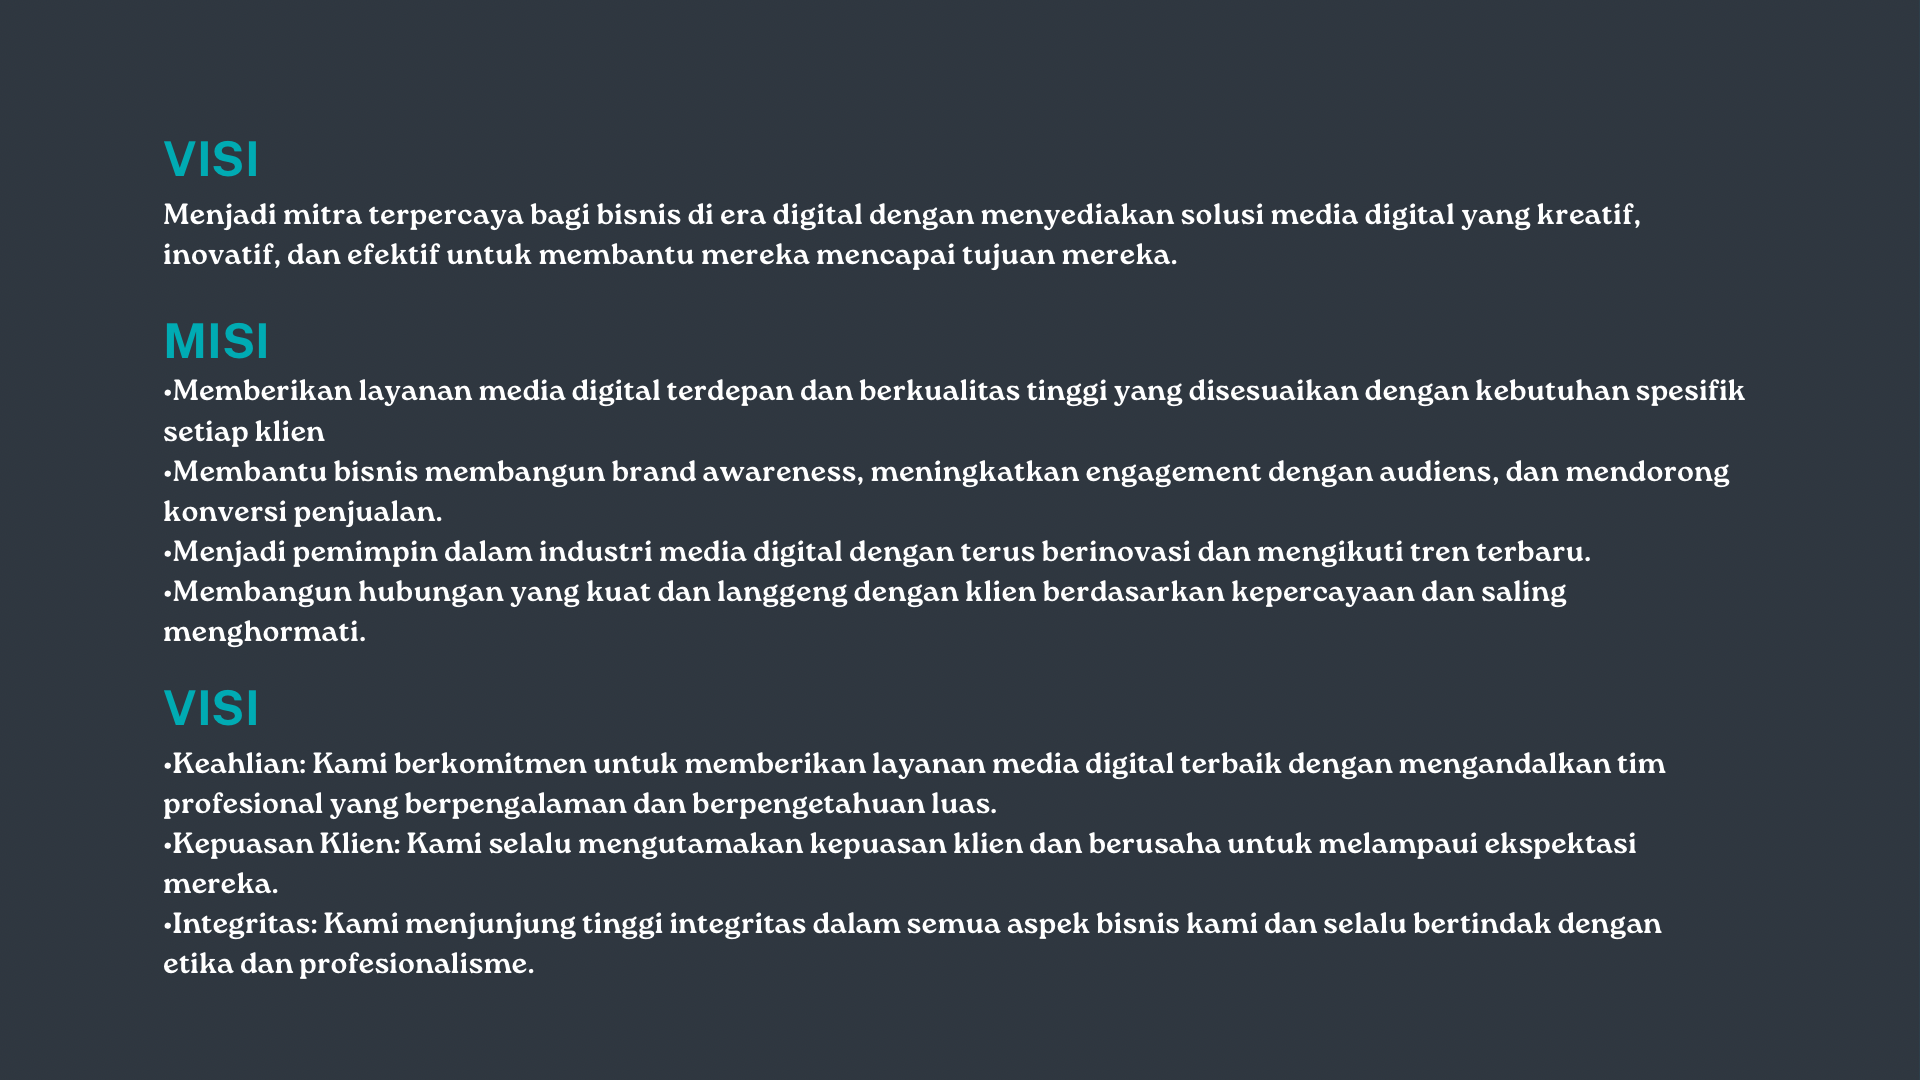 VISI
Menjadi mitra terpercaya bagi bisnis di era digital dengan menyediakan solusi media digital yang kreatif,
inovatif, dan efektif untuk membantu mereka mencapai tujuan mereka.
MISI
•Memberikan layanan media digital terdepan dan berkualitas tinggi yang disesuaikan dengan kebutuhan spesifik
setiap klien
•Membantu bisnis membangun brand awareness, meningkatkan engagement dengan audiens, dan mendorong
konversi penjualan.
•Menjadi pemimpin dalam industri media digital dengan terus berinovasi dan mengikuti tren terbaru.
•Membangun hubungan yang kuat dan langgeng dengan klien berdasarkan kepercayaan dan saling
menghormati.
VISI
•Keahlian: Kami berkomitmen untuk memberikan layanan media digital terbaik dengan mengandalkan tim
profesional yang berpengalaman dan berpengetahuan luas.
•Kepuasan Klien: Kami selalu mengutamakan kepuasan klien dan berusaha untuk melampaui ekspektasi
mereka.
•Integritas: Kami menjunjung tinggi integritas dalam semua aspek bisnis kami dan selalu bertindak dengan
etika dan profesionalisme.